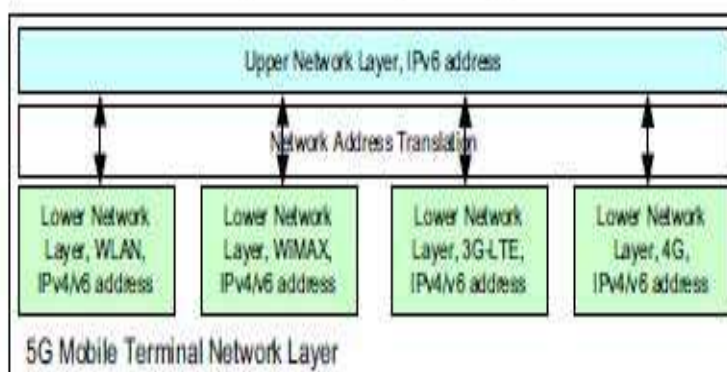 Upper Network Layer, IPv6 address
Network Address Translation
Lower Network
Layer, WLAN,
IPv4/v6 address
Lower Network
Layer, WiMAX,
IPv4/v6 address
Lower Network
Layer, 3G-LTE,
IPv4/v6 address
Lower Network
Layer, 4G,
IPv4/v6 address
5G Mobile Terminal Network Layer